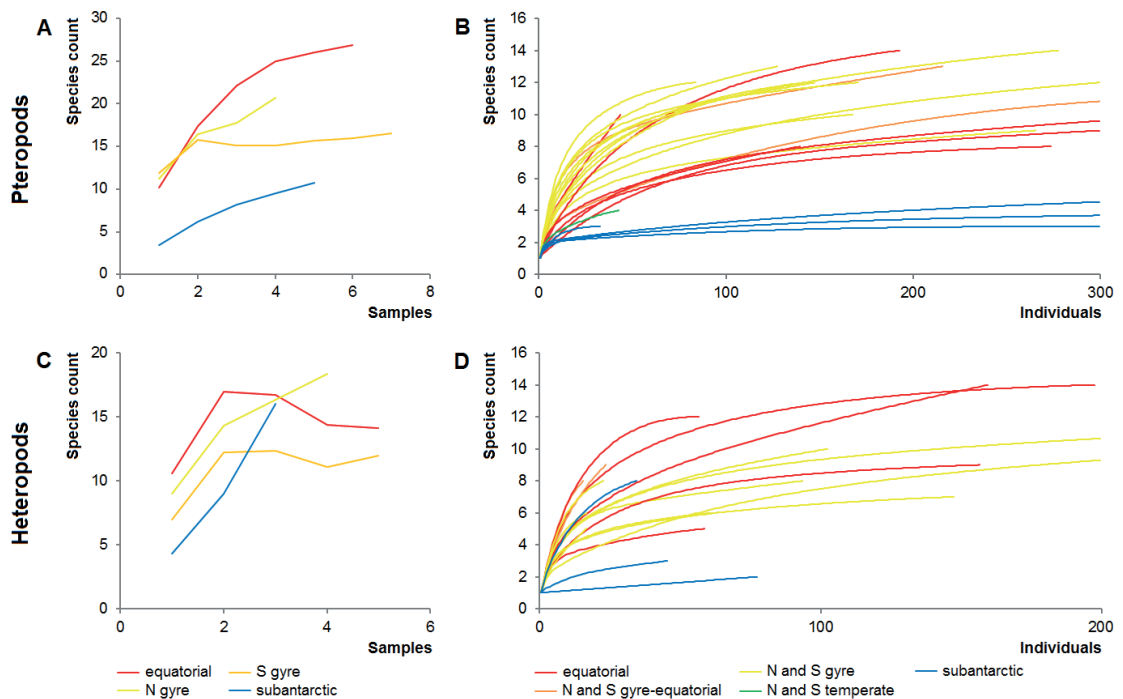 A
Species count
30
25
20
15
10
5
0
0 2 4 6 8
Samples
Pteropods
B
Species count
16
14
12
10
8
6
4
2
0
0 100 200 300
Individuals
C
Species count
20
15
10
5
0
0 2 4 6
Samples
Heteropods
D
Species count
16
14
12
10
8
6
4
2
0
0 100 200
Individuals
equatorial S gyre
N gyre subantarctic
equatorial N and S gyre subantarctic
N and S gyre-equatorial N and S temperate